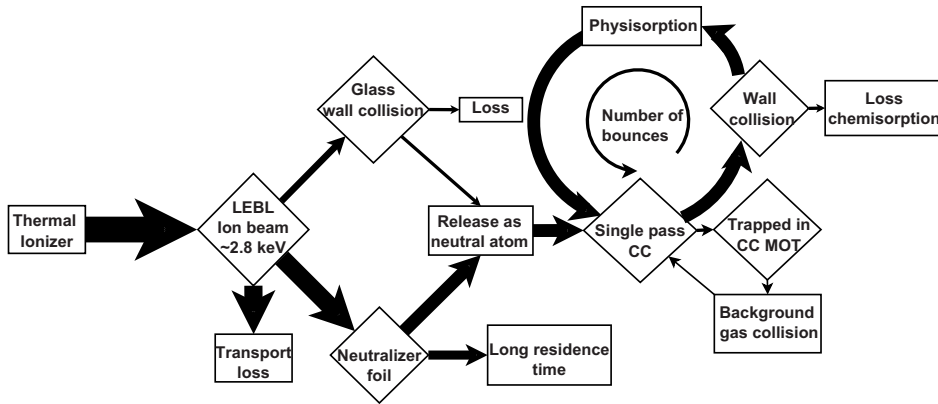 Physisorption
Glass
wall collision
Loss
Number of
bounces
Wall
collision
Loss
chemisorption
Thermal
Ionizer
LEBL
Ion beam
~2.8 keV
Release as
neutral atom
Single pass
CC
Trapped in
CC MOT
Background
gas collision
Transport
loss
Neutralizer
foil
Long residence
time